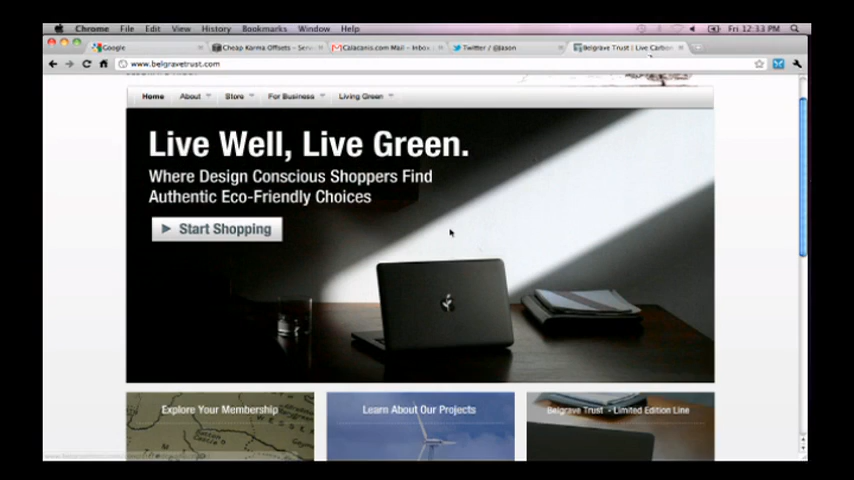 Chrome File Edit View History Bookmarks Window Help Fri 12:33 PM
Google Cheap Karma Offsets - Calacanis.com Mail - Inbox Twitter / @Jason Belgrave Trust | Live Carbon
www.belgravetrust.com
Home About Store For Business Living Green
Live Well, Live Green.
Where Design Conscious Shoppers Find
Authentic Eco-Friendly Choices
Start Shopping
Explore Your Membership Learn About Our Projects Belgrave Trust - Limited Edition Line